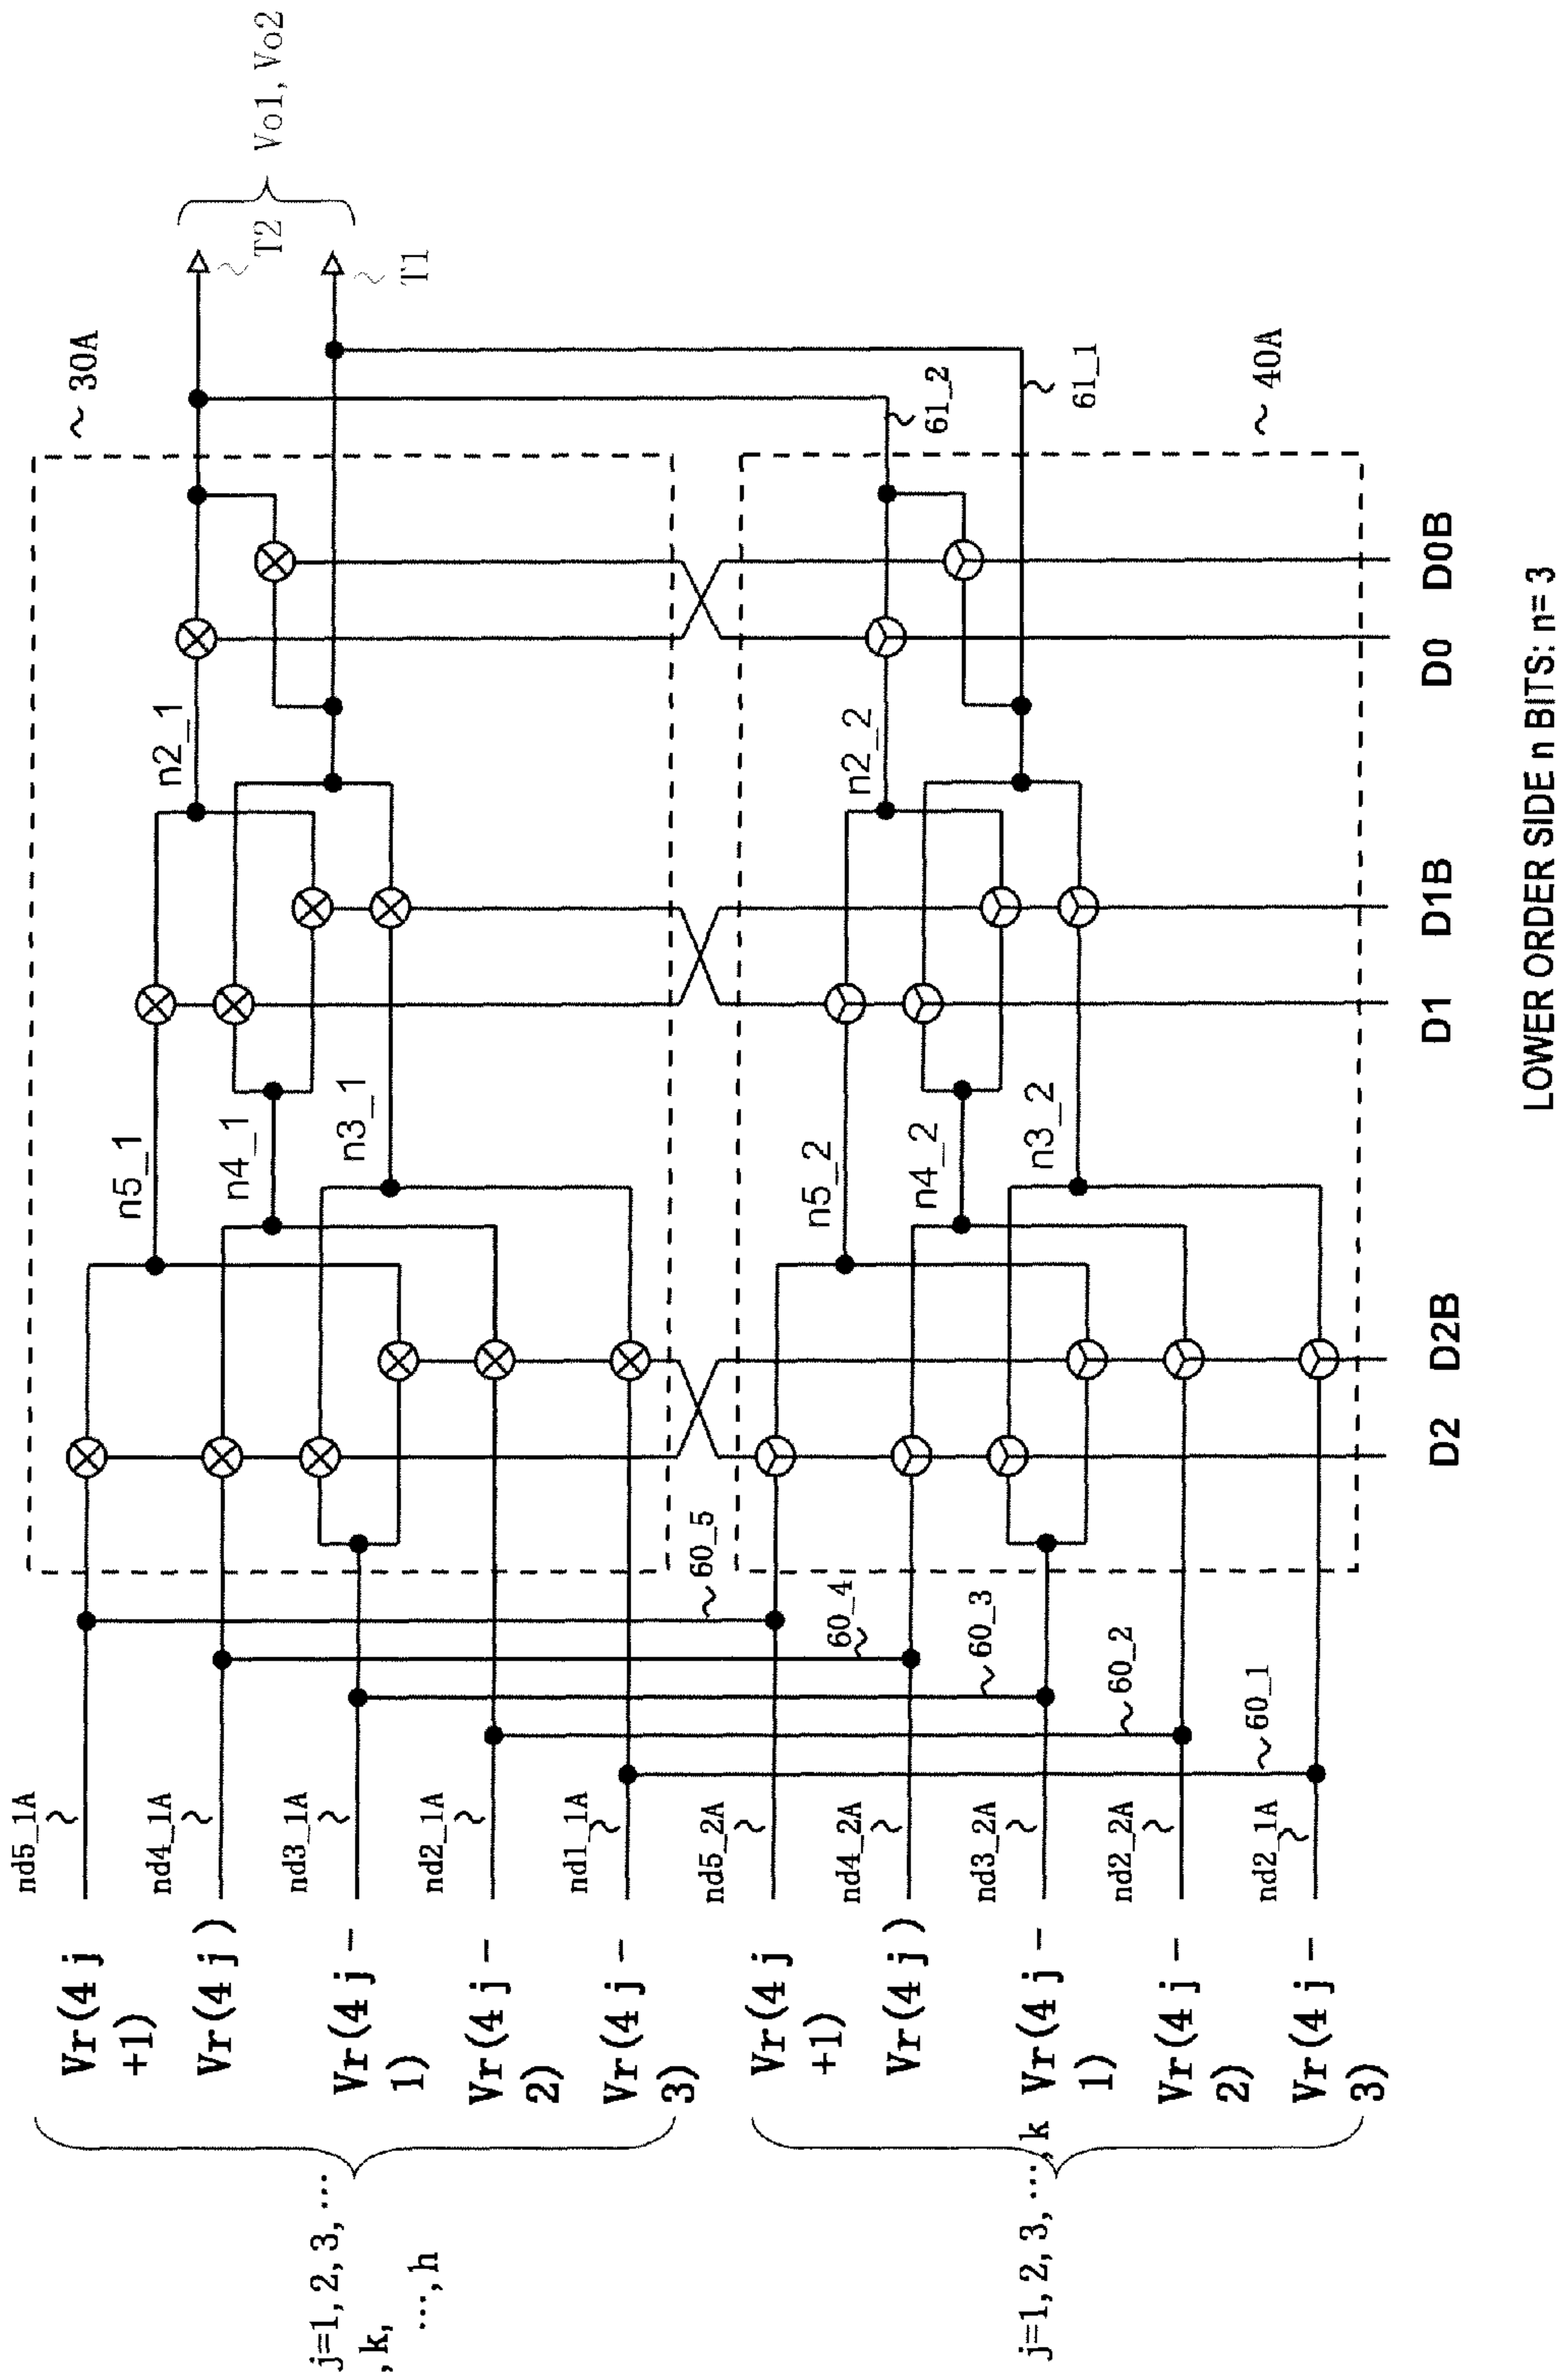 j=1, 2, 3, ...
, k,
..., h
Vr(4j
+1)
Vr(4j)
Vr(4j-
1)
Vr(4j-
2)
Vr(4j-
3)
nd5_1A
nd4_1A
nd3_1A
nd2_1A
nd1_1A
n5_1
n4_1
n3_1
n2_1
~ 30A
T2
T1
Vo1, Vo2
j=1, 2, 3, ..., k
Vr(4j
+1)
Vr(4j)
Vr(4j-
1)
Vr(4j-
2)
Vr(4j-
3)
nd5_2A
nd4_2A
nd3_2A
nd2_2A
nd2_1A
60_5
60_4
60_3
60_2
60_1
n5_2
n4_2
n3_2
n2_2
61_2
61_1
~ 40A
D2
D2B
D1
D1B
D0
D0B
LOWER ORDER SIDE n BITS: n= 3